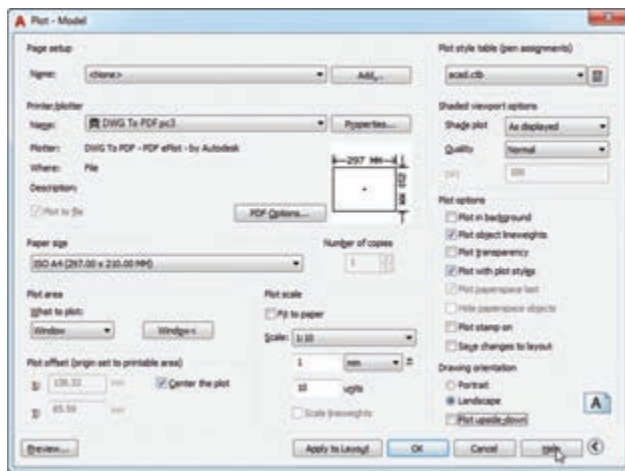 Plot - Model
Page setup
Name: <None>
Add...
Printer/plotter
Name: DWG To PDF.pc3
Properties...
Plotter: DWG To PDF - PDF ePlot - by Autodesk
Where: File
Description:
Plot to file
PDF Options...
297 MM
210 MM
Paper size
ISO A4 (297.00 x 210.00 MM)
Number of copies
1
Plot area
What to plot:
Window
Window<
Plot offset (origin set to printable area)
X: mm
Center the plot
Y: mm
Plot scale
Fit to paper
Scale: 1:10
1 mm =
10 units
Scale lineweights
Plot style table (pen assignments)
acad.ctb
Shaded viewport options
Shade plot As displayed
Quality Normal
DPI 100
Plot options
Plot in background
Plot object lineweights
Plot transparency
Plot with plot styles
Plot paperspace last
Hide paperspace objects
Plot stamp on
Save changes to layout
Drawing orientation
Portrait
Landscape
Plot upside-down
A
Preview...
Apply to Layout
OK
Cancel
Help